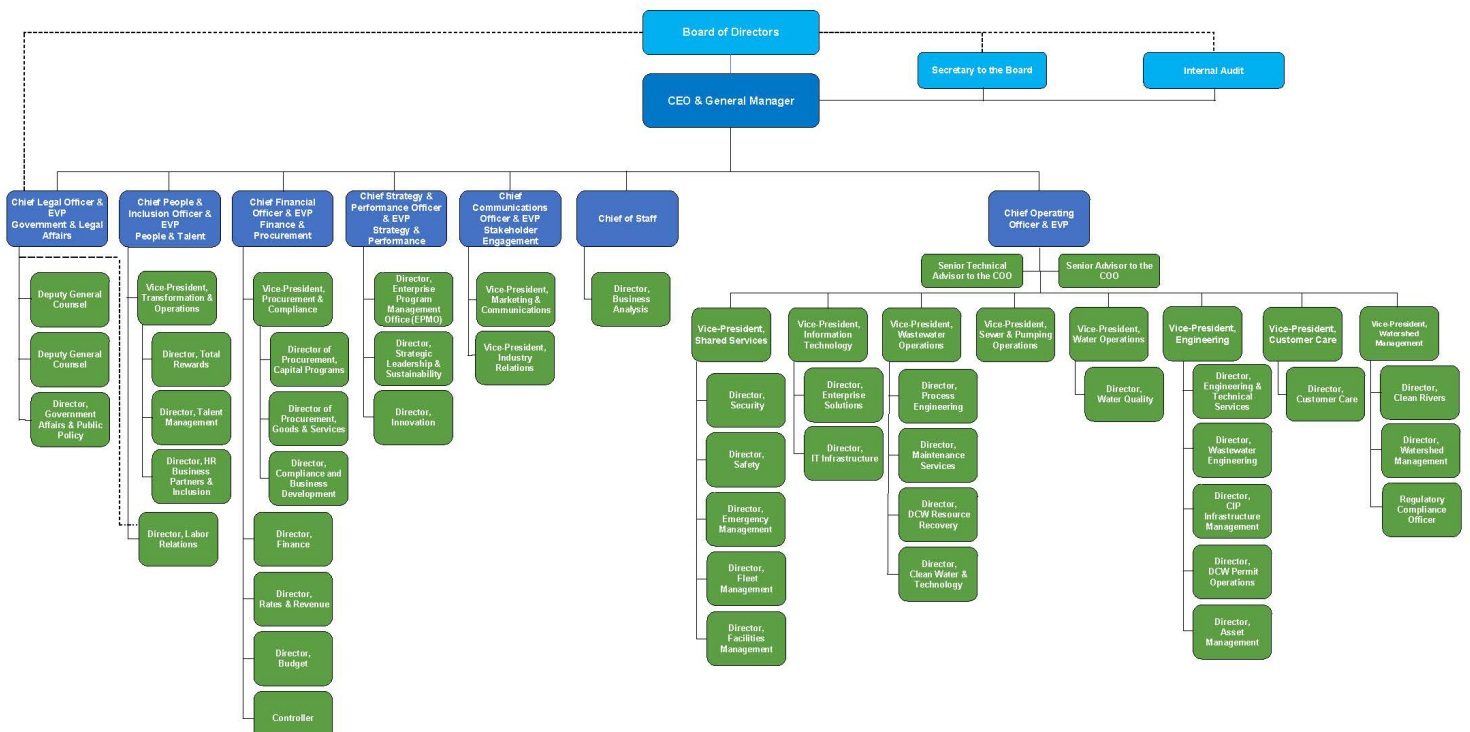 Board of Directors
Secretary to the Board
Internal Audit
CEO & General Manager
Chief Legal Officer &
EVP
Government & Legal
Affairs
Chief People &
Inclusion Officer &
EVP
People & Talent
Chief Financial
Officer & EVP
Finance &
Procurement
Chief Strategy &
Performance Officer
& EVP
Strategy &
Performance
Chief
Communications
Officer & EVP
Stakeholder
Engagement
Chief of Staff
Chief Operating
Officer & EVP
Deputy General
Counsel
Deputy General
Counsel
Director,
Government
Affairs & Public
Policy
Vice-President,
Transformation &
Operations
Director, Total
Rewards
Director, Talent
Management
Director, HR
Business
Partners &
Inclusion
Director, Labor
Relations
Vice-President,
Procurement &
Compliance
Director of
Procurement,
Capital Programs
Director of
Procurement,
Goods & Services
Director,
Compliance and
Business
Development
Director,
Finance
Director,
Rates & Revenue
Director,
Budget
Controller
Director,
Enterprise
Program
Management
Office (EPMO)
Director,
Strategic
Leadership &
Sustainability
Director,
Innovation
Vice-President,
Marketing &
Communications
Vice-President,
Industry
Relations
Director,
Business
Analysis
Senior Technical
Advisor to the COO
Senior Advisor to the
COO
Vice-President,
Shared Services
Director,
Security
Director,
Safety
Director,
Emergency
Management
Director,
Fleet
Management
Director,
Facilities
Management
Vice-President,
Information
Technology
Director,
Enterprise
Solutions
Director,
IT Infrastructure
Vice-President,
Wastewater
Operations
Director,
Process
Engineering
Director,
Maintenance
Services
Director,
DCW Resource
Recovery
Director,
Clean Water &
Technology
Vice-President,
Sewer & Pumping
Operations
Vice-President,
Water Operations
Director,
Water Quality
Vice-President,
Engineering
Director,
Engineering &
Technical
Services
Director,
Wastewater
Engineering
Director,
CIP
Infrastructure
Management
Director,
DCW Permit
Operations
Director,
Asset
Management
Vice-President,
Customer Care
Director,
Customer Care
Vice-President,
Watershed Management
Director,
Clean Rivers
Director,
Watershed
Management
Regulatory
Compliance
Officer